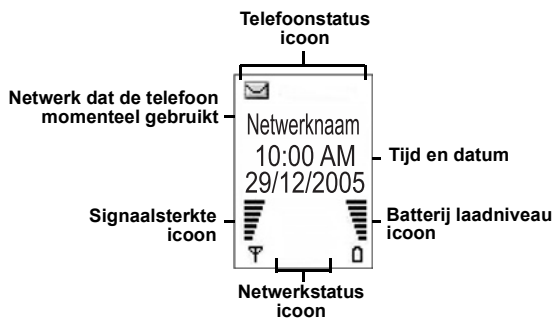 Telefoonstatus
icoon
Netwerk dat de telefoon
momenteel gebruikt
Netwerknaam
10:00 AM
29/12/2005
Tijd en datum
Signaalsterkte
icoon
Batterij laadniveau
icoon
Netwerkstatus
icoon